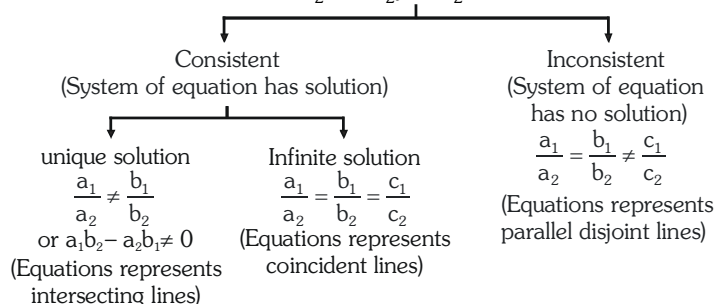 Consistent
(System of equation has solution)
Inconsistent
(System of equation
has no solution)
a₁/a₂ = b₁/b₂ ≠ c₁/c₂
(Equations represents
parallel disjoint lines)
unique solution
a₁/a₂ ≠ b₁/b₂
or a₁b₂ – a₂b₁ ≠ 0
(Equations represents
intersecting lines)
Infinite solution
a₁/a₂ = b₁/b₂ = c₁/c₂
(Equations represents
coincident lines)